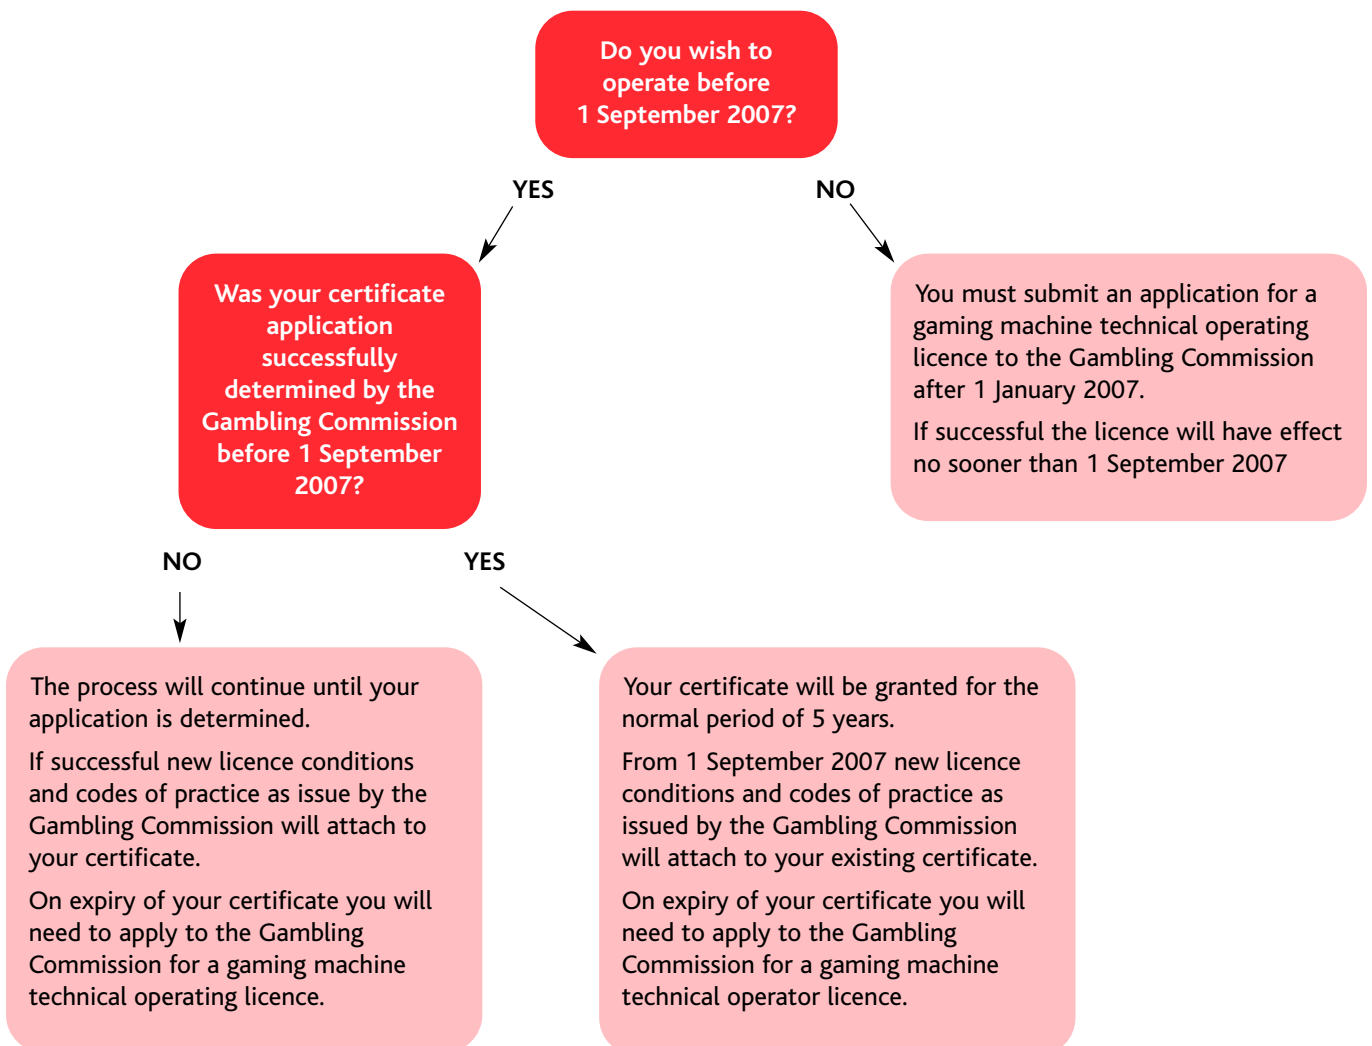 Do you wish to
operate before
1 September 2007?
YES
NO
Was your certificate
application
successfully
determined by the
Gambling Commission
before 1 September
2007?
You must submit an application for a
gaming machine technical operating
licence to the Gambling Commission
after 1 January 2007.
If successful the licence will have effect
no sooner than 1 September 2007
NO
YES
The process will continue until your
application is determined.
If successful new licence conditions
and codes of practice as issue by the
Gambling Commission will attach to
your certificate.
On expiry of your certificate you will
need to apply to the Gambling
Commission for a gaming machine
technical operating licence.
Your certificate will be granted for the
normal period of 5 years.
From 1 September 2007 new licence
conditions and codes of practice as
issued by the Gambling Commission
will attach to your existing certificate.
On expiry of your certificate you will
need to apply to the Gambling
Commission for a gaming machine
technical operator licence.